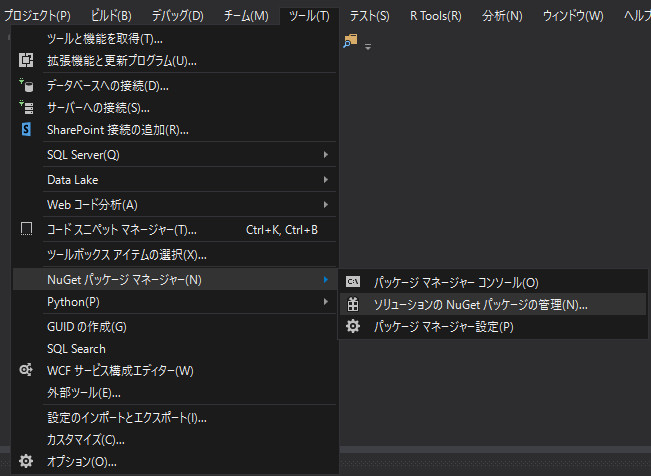 プロジェクト(P) ビルド(B) デバッグ(D) チーム(M) ツール(T) テスト(S) R Tools(R) 分析(N) ウィンドウ(W) ヘルプ
ツールと機能を取得(T)...
拡張機能と更新プログラム(U)...
データベースへの接続(D)...
サーバーへの接続(S)...
SharePoint 接続の追加(R)...
SQL Server(Q)
Data Lake
Web コード分析(A)
コード スニペット マネージャー(T)... Ctrl+K, Ctrl+B
ツールボックス アイテムの選択(X)...
NuGet パッケージ マネージャー(N)
Python(P)
GUID の作成(G)
SQL Search
WCF サービス構成エディター(W)
外部ツール(E)...
設定のインポートとエクスポート(I)...
カスタマイズ(C)...
オプション(O)...
C:\
パッケージ マネージャー コンソール(O)
ソリューションの NuGet パッケージの管理(N)...
パッケージ マネージャー設定(P)